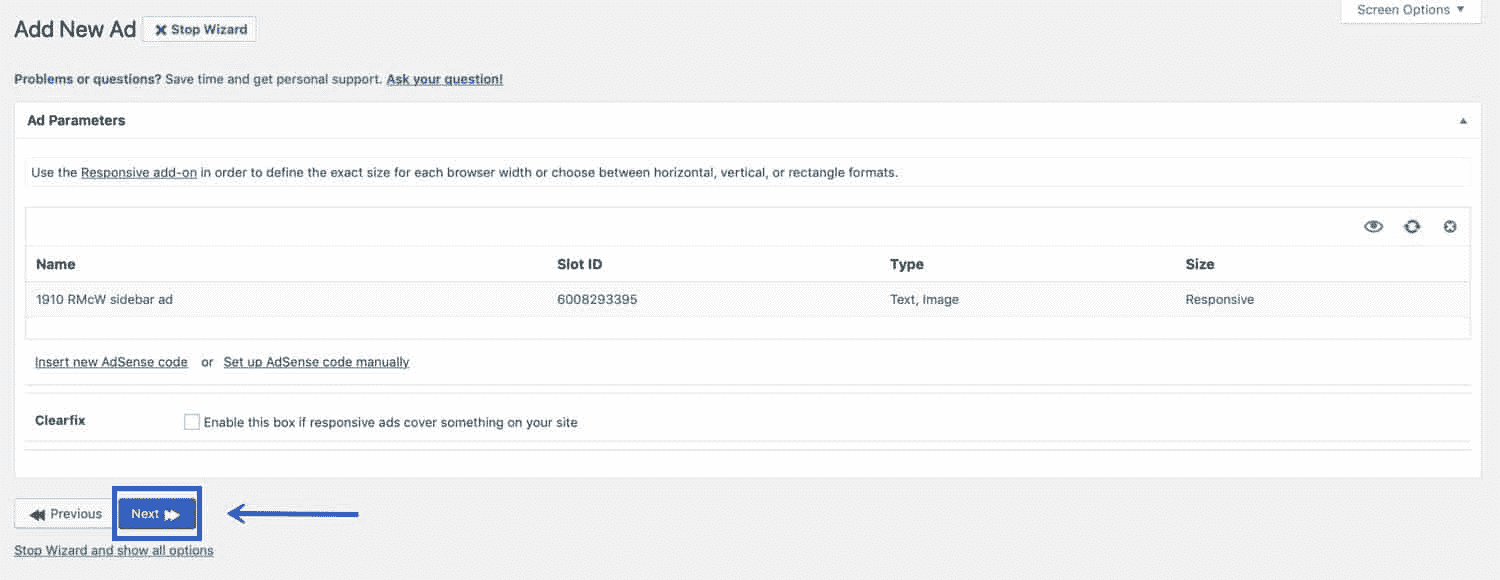 Screen Options
Add New Ad Stop Wizard
Problems or questions? Save time and get personal support. Ask your question!
Ad Parameters
Use the Responsive add-on in order to define the exact size for each browser width or choose between horizontal, vertical, or rectangle formats.
Name Slot ID Type Size
1910 RMcW sidebar ad 6008293395 Text, Image Responsive
Insert new AdSense code or Set up AdSense code manually
Clearfix Enable this box if responsive ads cover something on your site
Previous Next
Stop Wizard and show all options